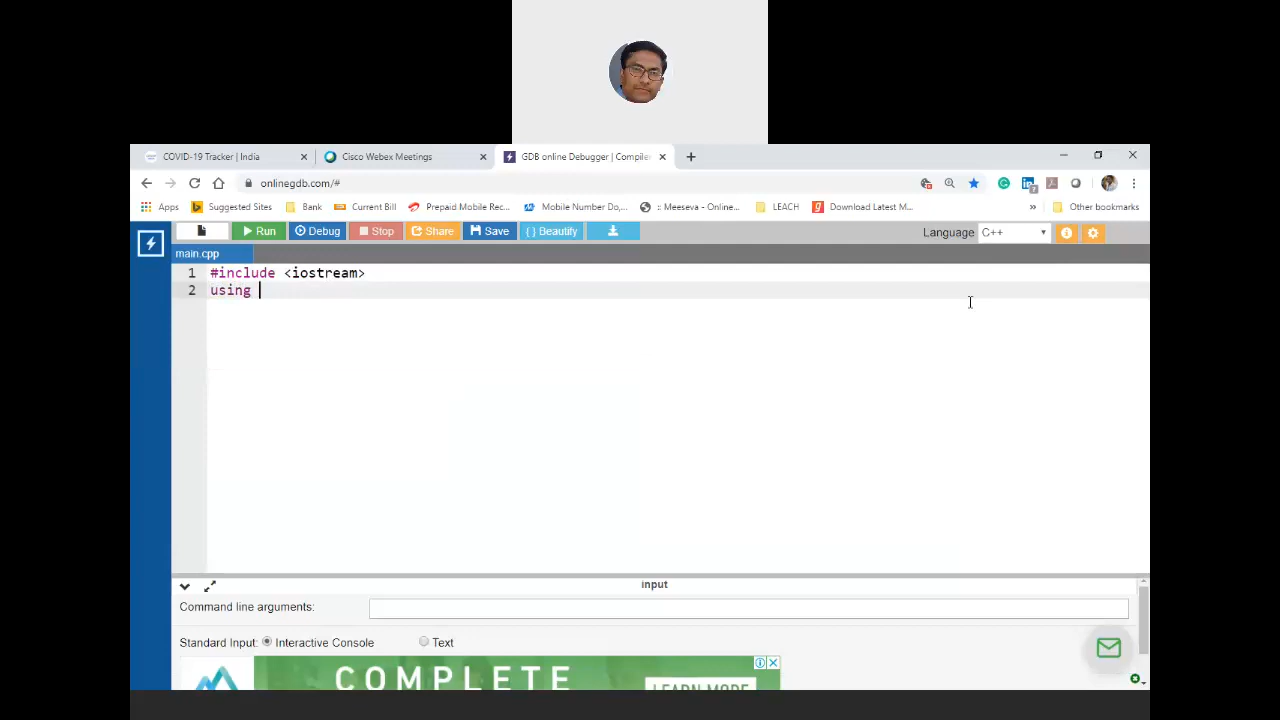 COVID-19 Tracker | India
Cisco Webex Meetings
GDB online Debugger | Compiler
onlinegdb.com/#
Apps Suggested Sites Bank Current Bill Prepaid Mobile Rec... Mobile Number Do,... :: Meeseva - Online... LEACH Download Latest M... » Other bookmarks
Run Debug Stop Share Save { } Beautify Language C++
main.cpp
1 #include <iostream>
2 using
input
Command line arguments:
Standard Input: Interactive Console Text
COMPLETE
LEARN MORE